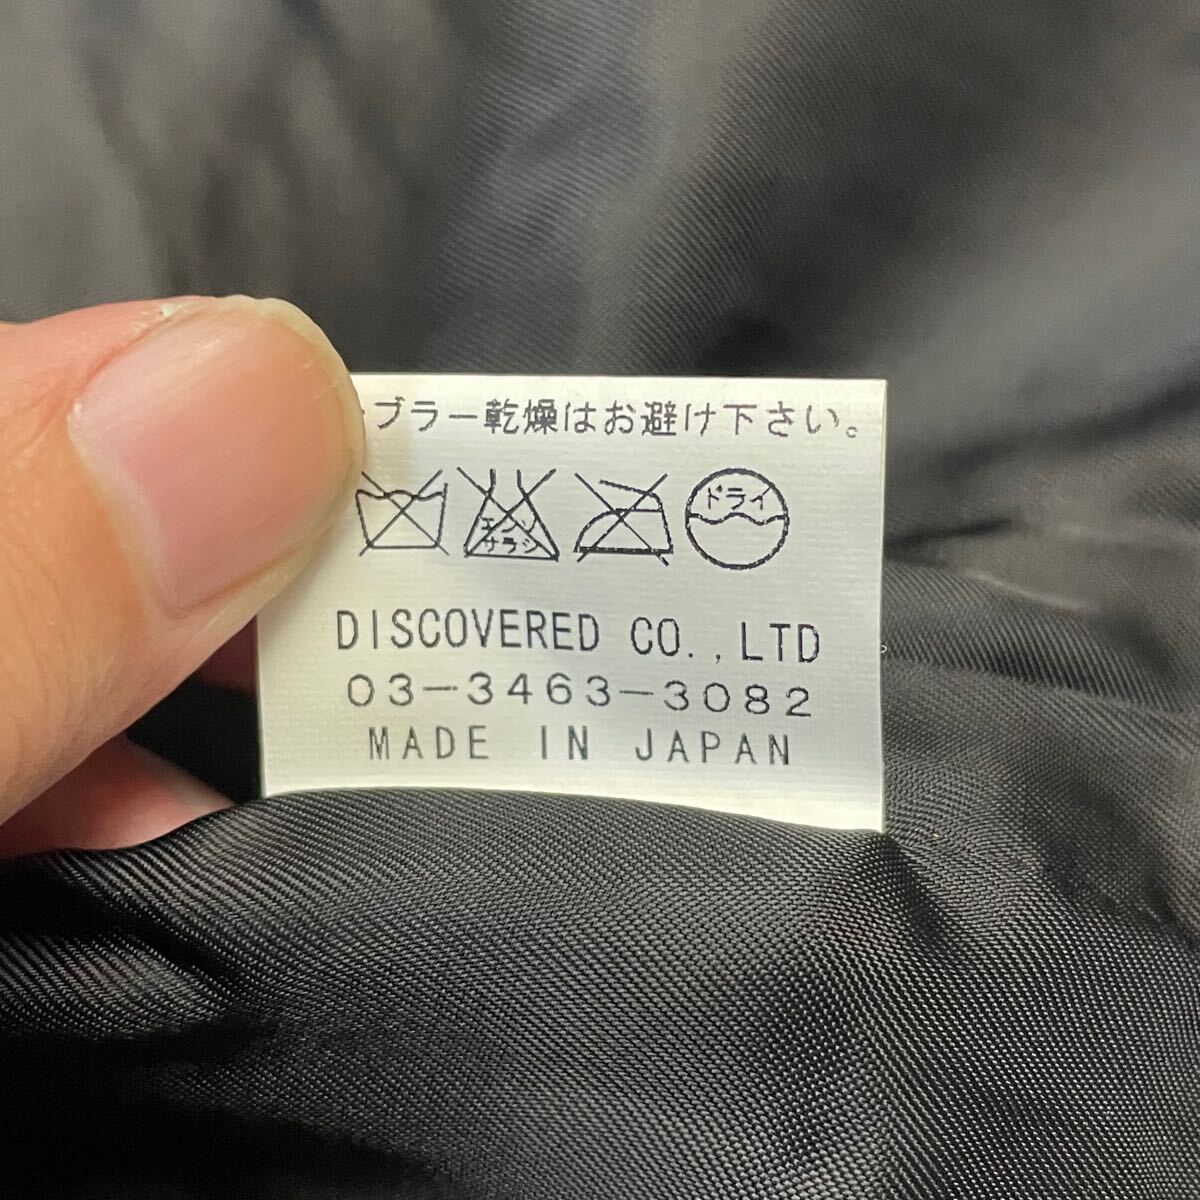 ンブラー乾燥はお避け下さい。
エンソ サラシ ドライ
DISCOVERED CO.,LTD
03-3463-3082
MADE IN JAPAN